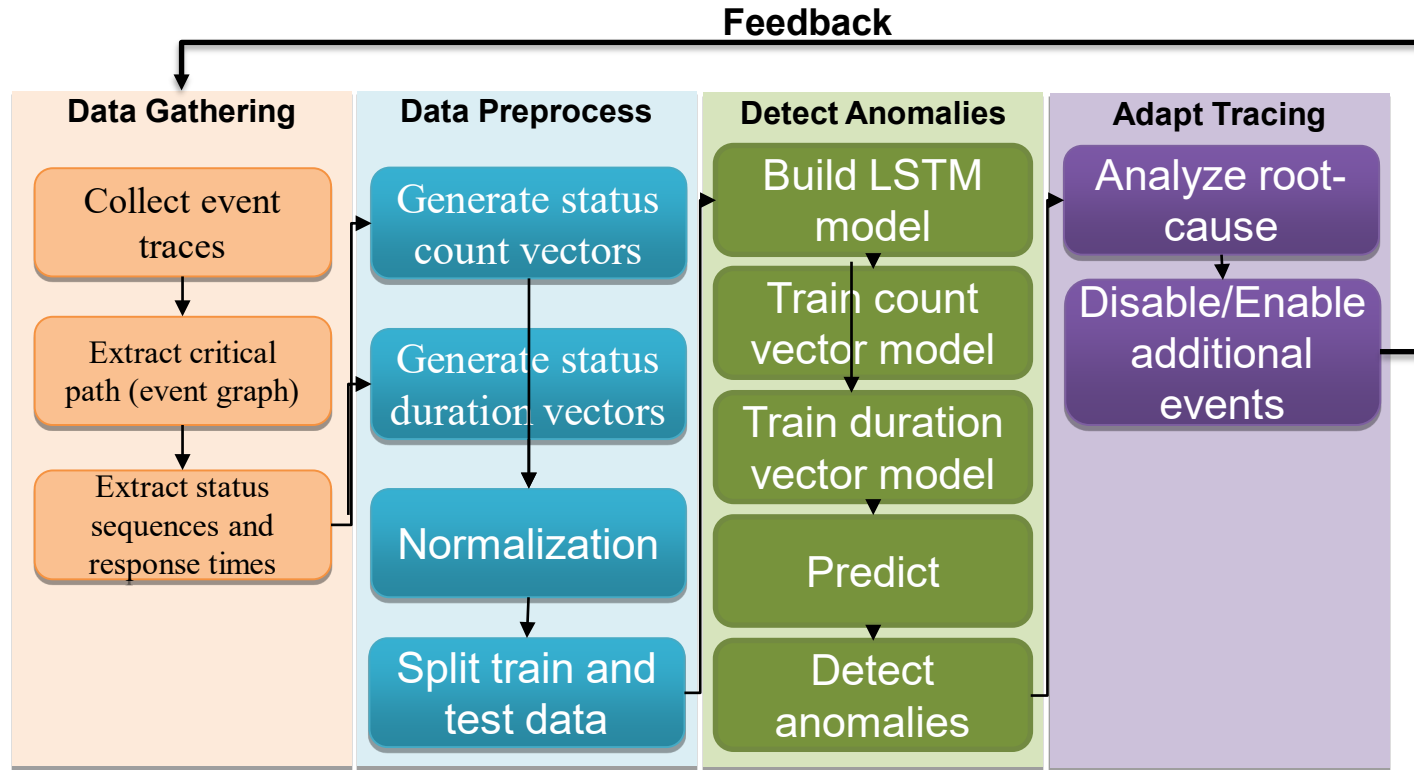 Feedback
Data Gathering
Collect event
traces
Extract critical
path (event graph)
Extract status
sequences and
response times
Data Preprocess
Generate status
count vectors
Generate status
duration vectors
Normalization
Split train and
test data
Detect Anomalies
Build LSTM
model
Train count
vector model
Train duration
vector model
Predict
Detect
anomalies
Adapt Tracing
Analyze root-
cause
Disable/Enable
additional
events